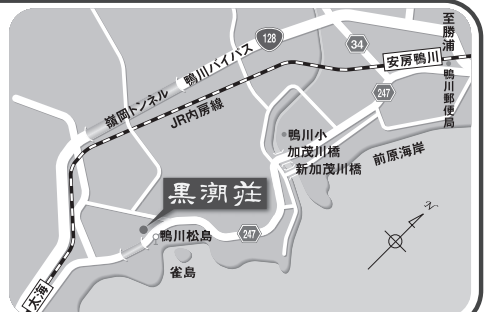 至勝浦
128
34
鴨川バイパス
安房鴨川
嶺岡トンネル
247
鴨川郵便局
JR内房線
鴨川小
加茂川橋
新加茂川橋
前原海岸
黒潮荘
鴨川松島
247
雀島
太海
N